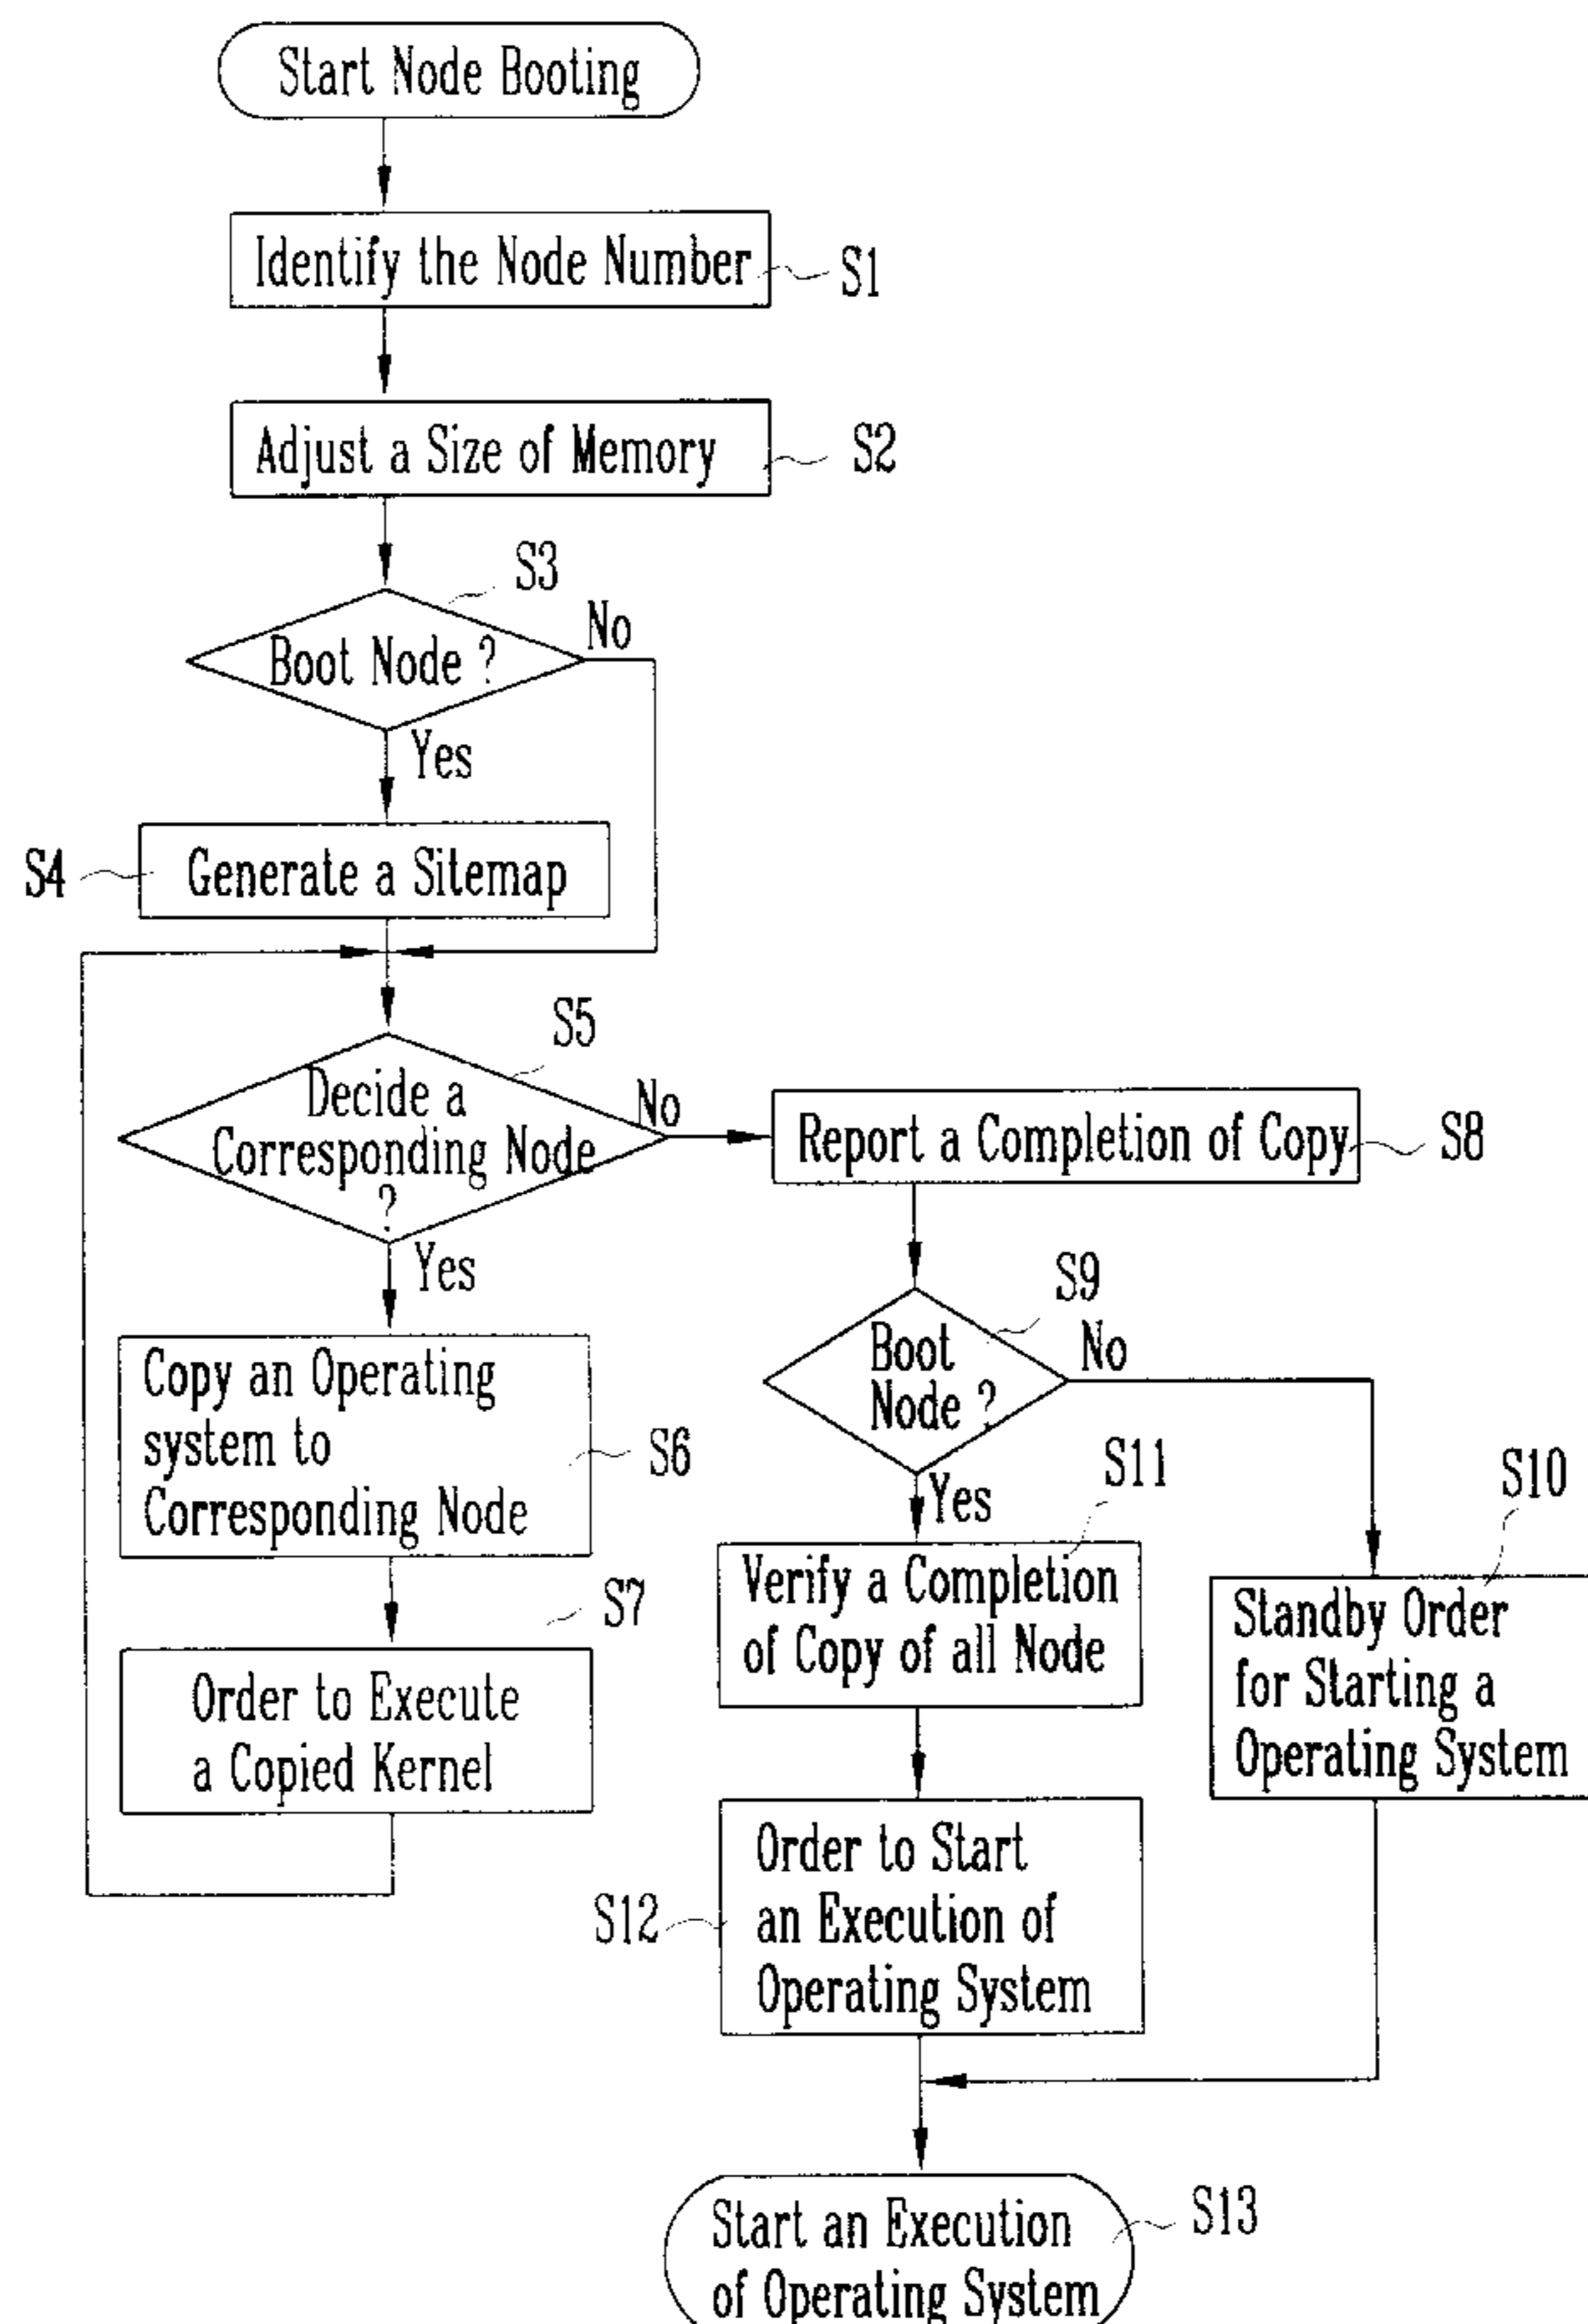 Start Node Booting
Identify the Node Number
S1
Adjust a Size of Memory
S2
S3
Boot Node ?
No
Yes
S4
Generate a Sitemap
S5
Decide a
Corresponding Node
?
No
Yes
Report a Completion of Copy
S8
Copy an Operating
system to
Corresponding Node
S6
S7
Order to Execute
a Copied Kernel
S9
Boot
Node ?
No
Yes
S11
Verify a Completion
of Copy of all Node
S10
Standby Order
for Starting a
Operating System
S12
Order to Start
an Execution of
Operating System
Start an Execution
of Operating System
S13